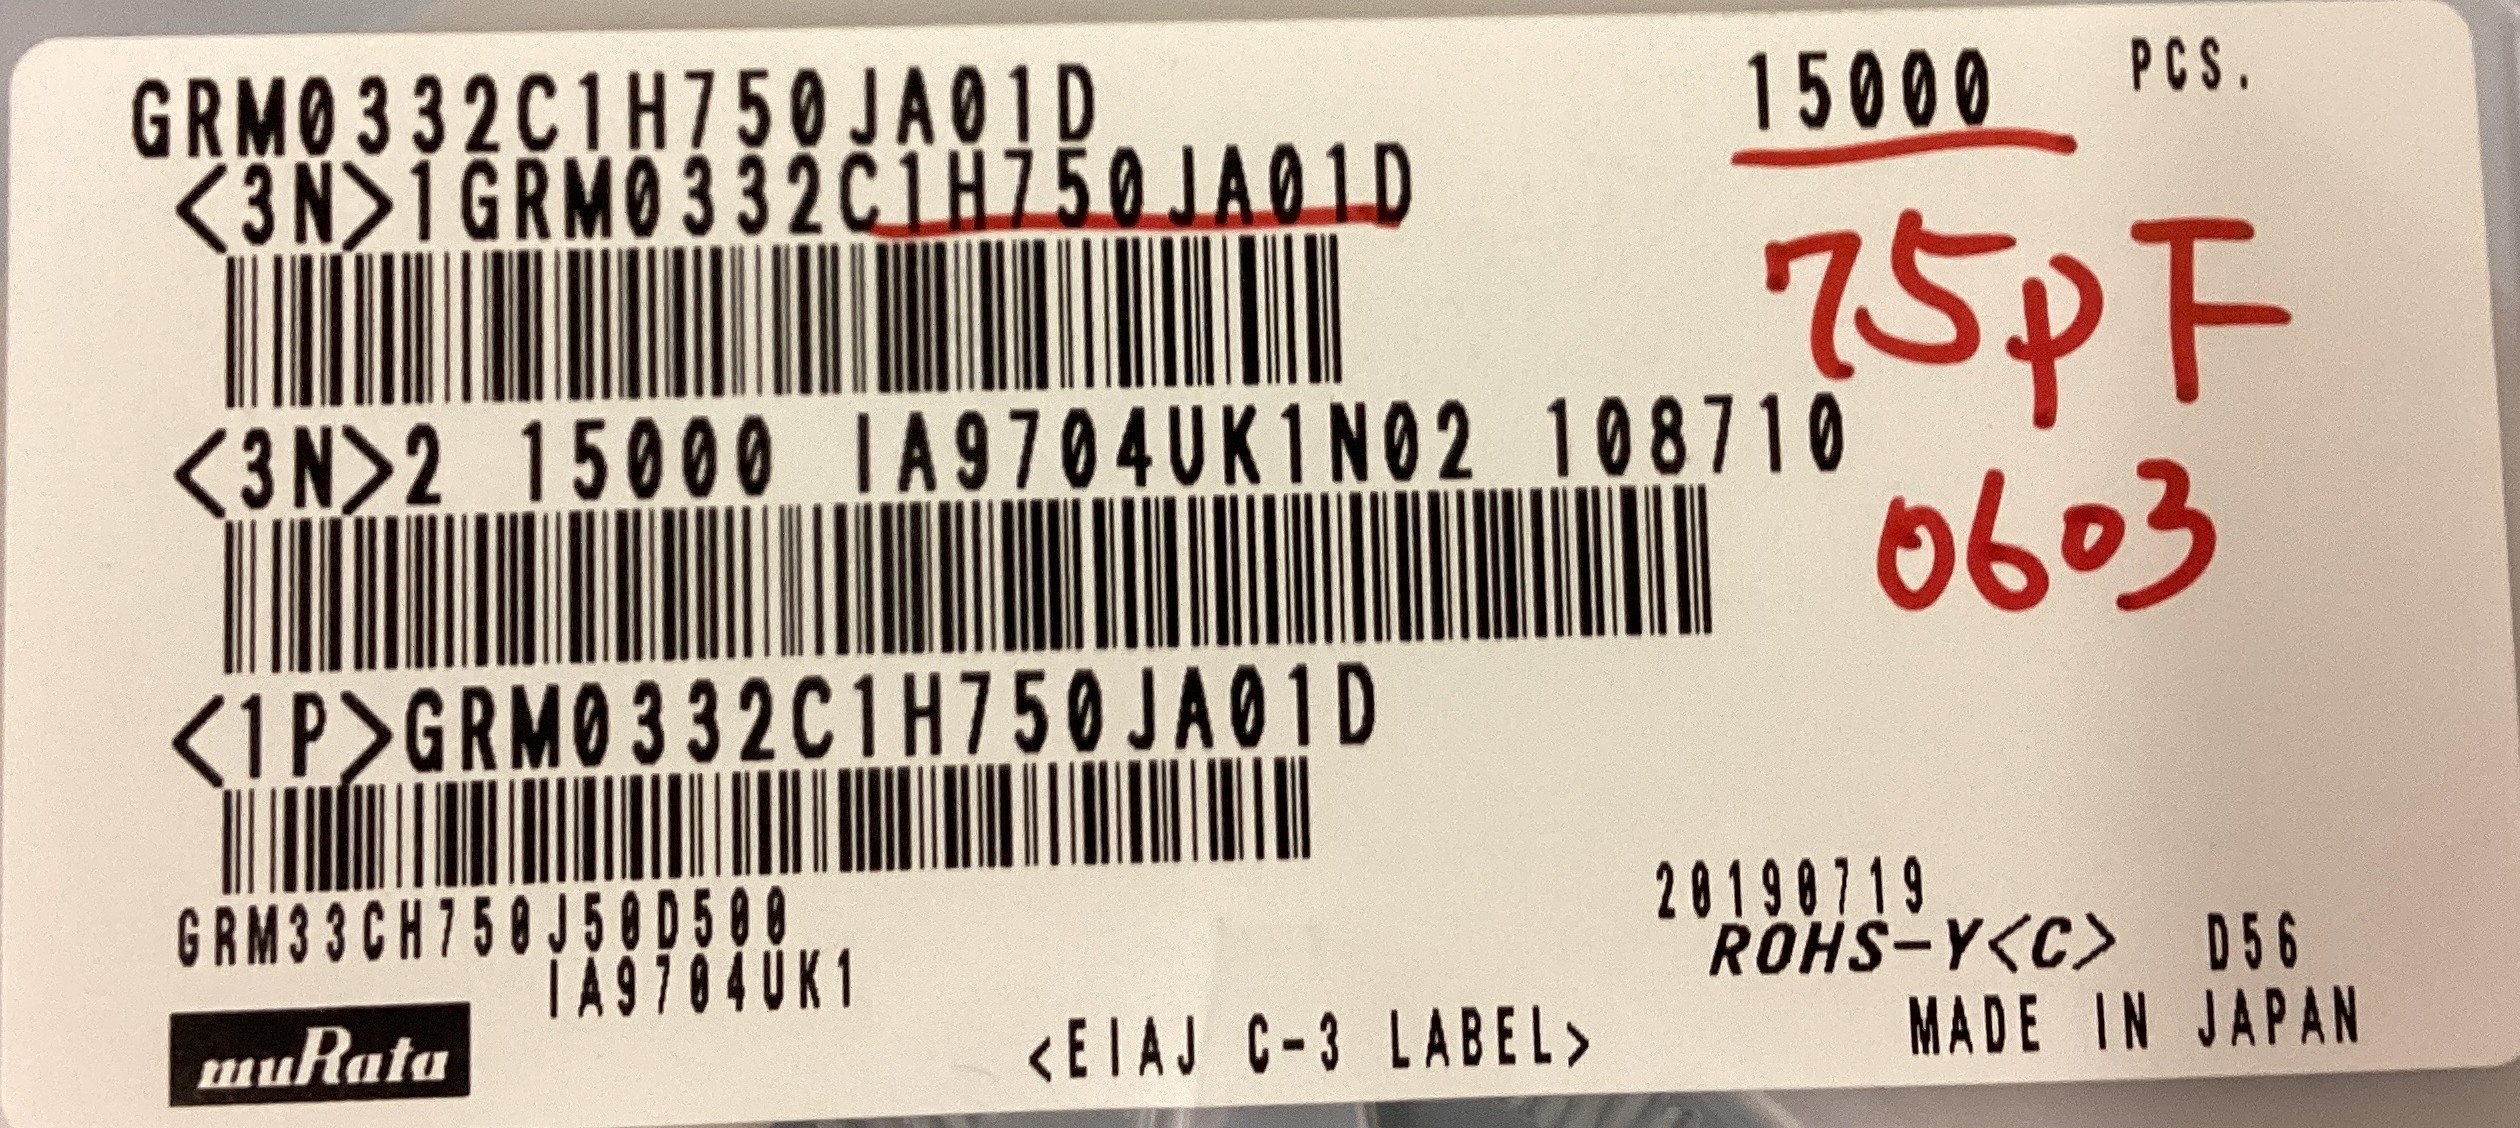 GRM0332C1H750JA01D
15000 PCS.
<3N>1GRM0332C1H750JA01D
75pF
<3N>2 15000 IA9704UK1N02 108710
0603
<1P>GRM0332C1H750JA01D
GRM33CH750J50D500
20190719
IA9704UK1
ROHS-Y<C> D56
muRata
<EIAJ C-3 LABEL>
MADE IN JAPAN